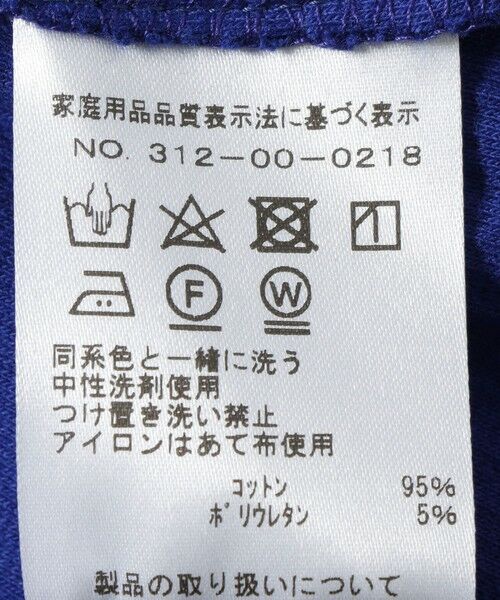 家庭用品品質表示法に基づく表示
NO. 312-00-0218
F
W
同系色と一緒に洗う
中性洗剤使用
つけ置き洗い禁止
アイロンはあて布使用
コットン 95%
ポリウレタン 5%
製品の取り扱いについて